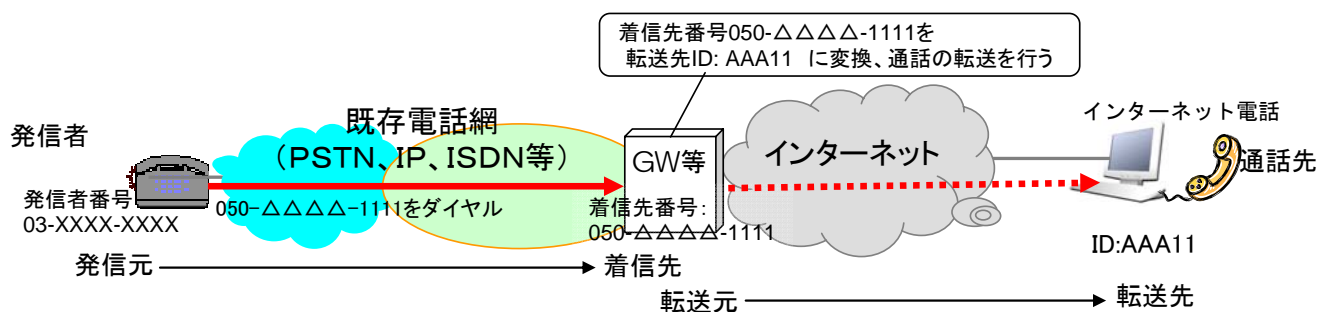 着信先番号050-△△△△-1111を
転送先ID: AAA11 に変換、通話の転送を行う
発信者
既存電話網
（PSTN、IP、ISDN等）
GW等
インターネット
インターネット電話
通話先
発信者番号
03-XXXX-XXXX
050-△△△△-1111をダイヤル
着信先番号：
050-△△△△-1111
ID:AAA11
発信元
着信先
転送元
転送先